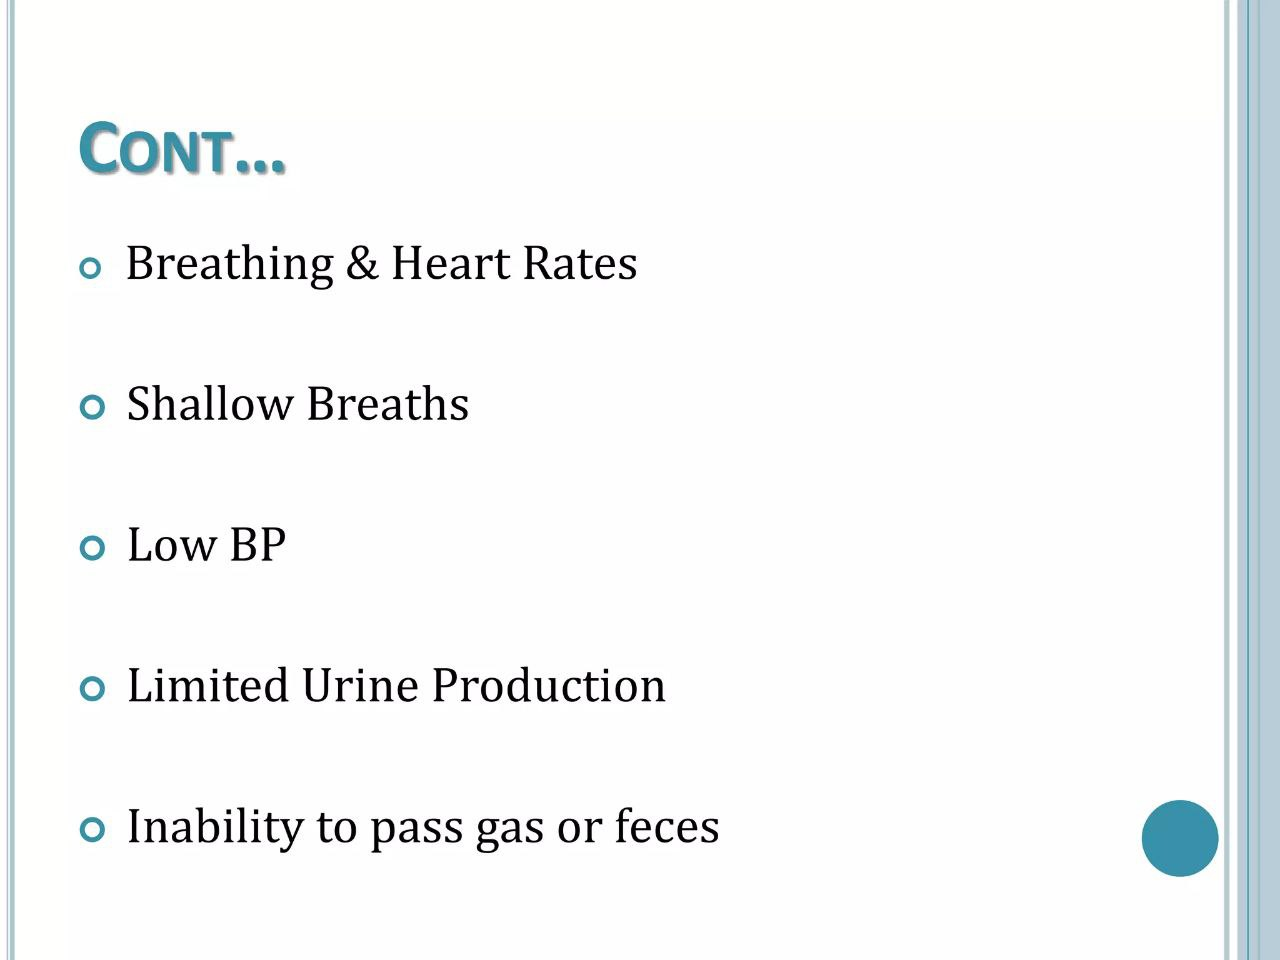 Cont...
Breathing & Heart Rates
Shallow Breaths
Low BP
Limited Urine Production
Inability to pass gas or feces